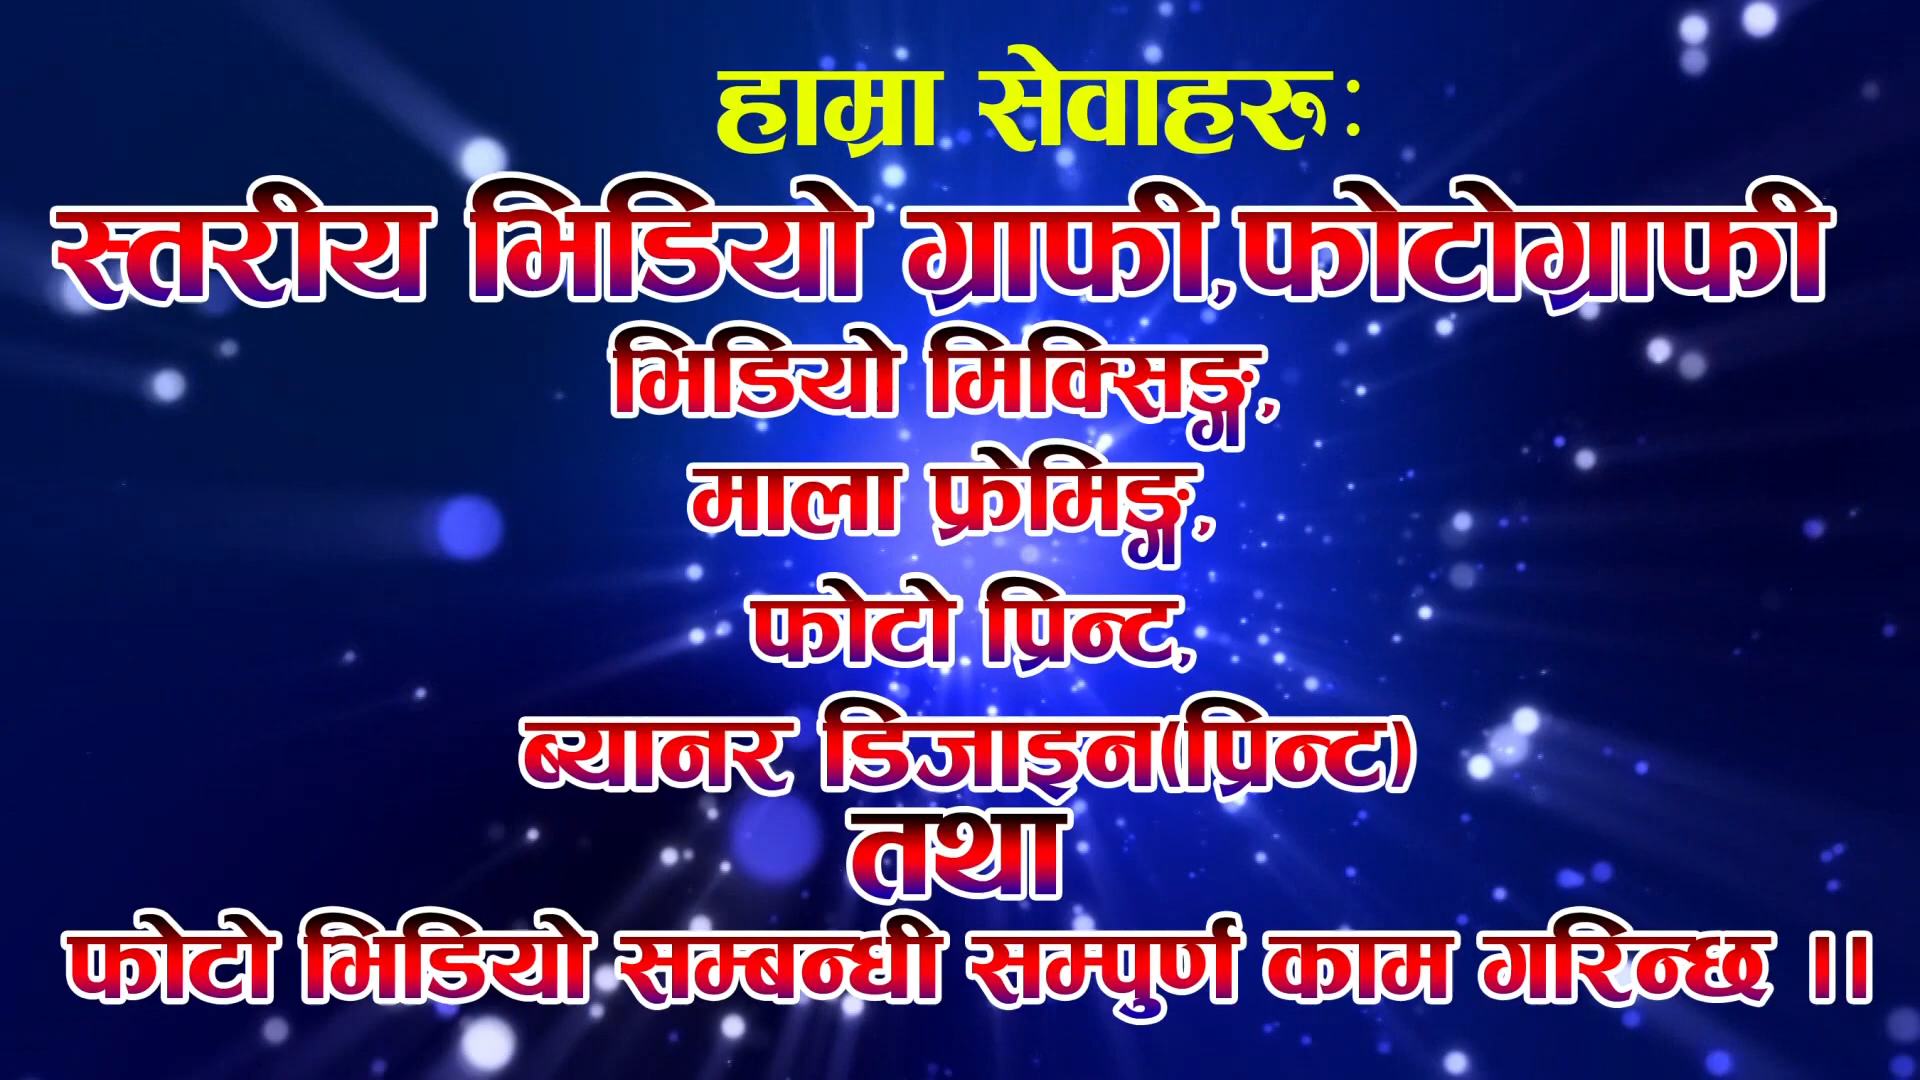 हाम्रा सेवाहरु:
स्तरीय भिडियो ग्राफी,फोटोग्राफी
भिडियो मिक्सिङ्ग,
माला फ्रेमिङ्ग,
फोटो प्रिन्ट,
ब्यानर डिजाइन(प्रिन्ट)
तथा
फोटो भिडियो सम्बन्धी सम्पुर्ण काम गरिन्छ ।।